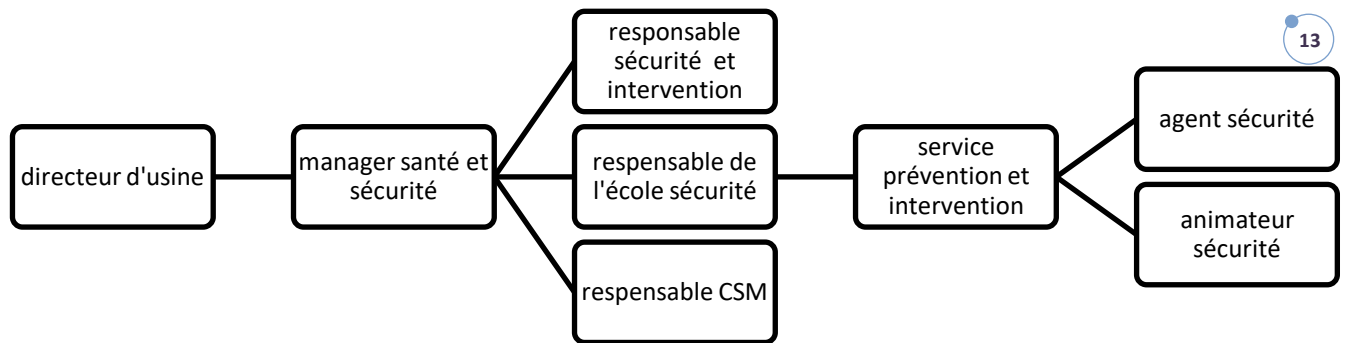 13
directeur d'usine
manager santé et
sécurité
responsable
sécurité et
intervention
respensable de
l'école sécurité
respensable CSM
service
prévention et
intervention
agent sécurité
animateur
sécurité